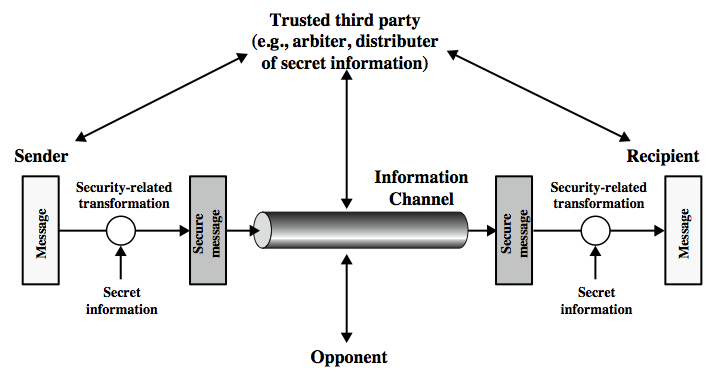 Trusted third party
(e.g., arbiter, distributer
of secret information)
Sender
Recipient
Information
Channel
Security-related
transformation
Security-related
transformation
Message
Secure
message
Secure
message
Message
Secret
information
Secret
information
Opponent